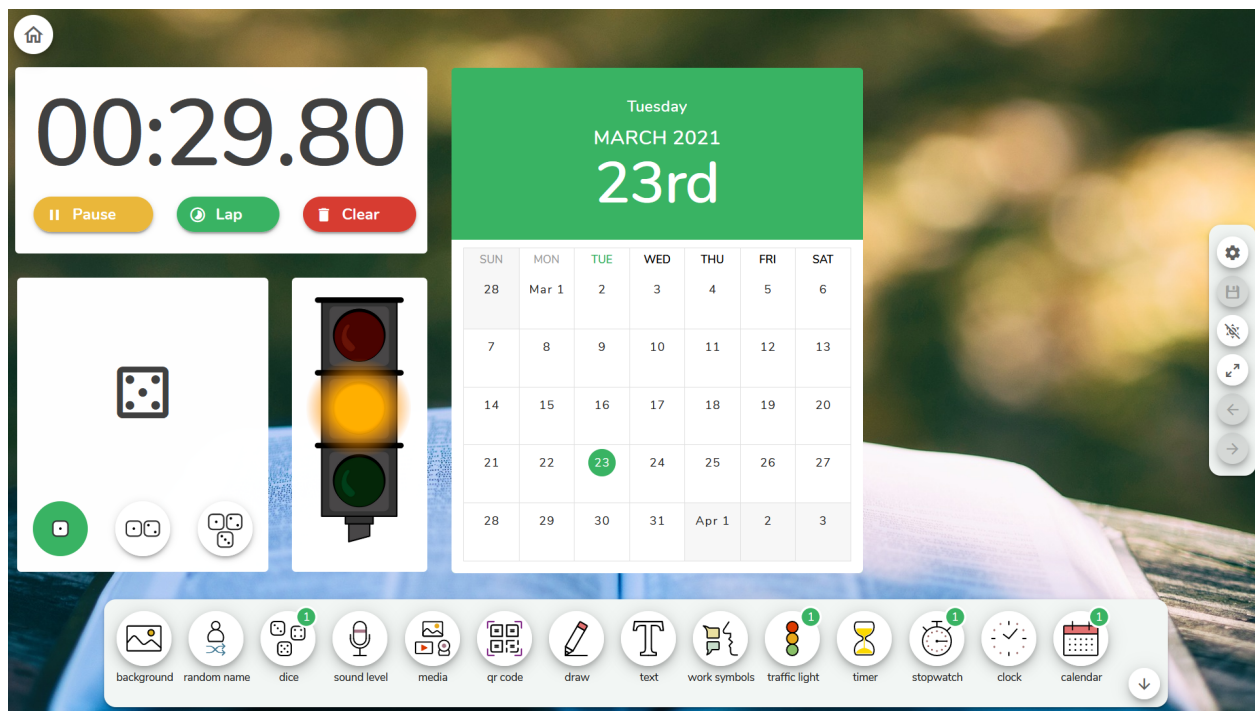 00:29.80
Pause Lap Clear
Tuesday
MARCH 2021
23rd
SUN MON TUE WED THU FRI SAT
28 Mar 1 2 3 4 5 6
7 8 9 10 11 12 13
14 15 16 17 18 19 20
21 22 23 24 25 26 27
28 29 30 31 Apr 1 2 3
1 1 1 1
T
background random name dice sound level media qr code draw text work symbols traffic light timer stopwatch clock calendar